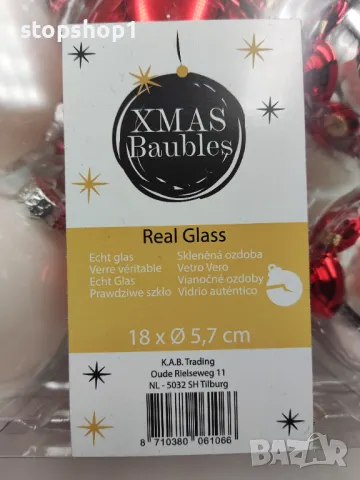 stopshop1
XMAS
Baubles
Real Glass
Echt glas
Verre véritable
Echt Glas
Prawdziwe szkło
Skleněná ozdoba
Vetro Vero
Vianočné ozdoby
Vidrio auténtico
18 x Ø 5,7 cm
K.A.B. Trading
Oude Rielseweg 11
NL - 5032 SH Tilburg
8 710380 061066
BAZAR